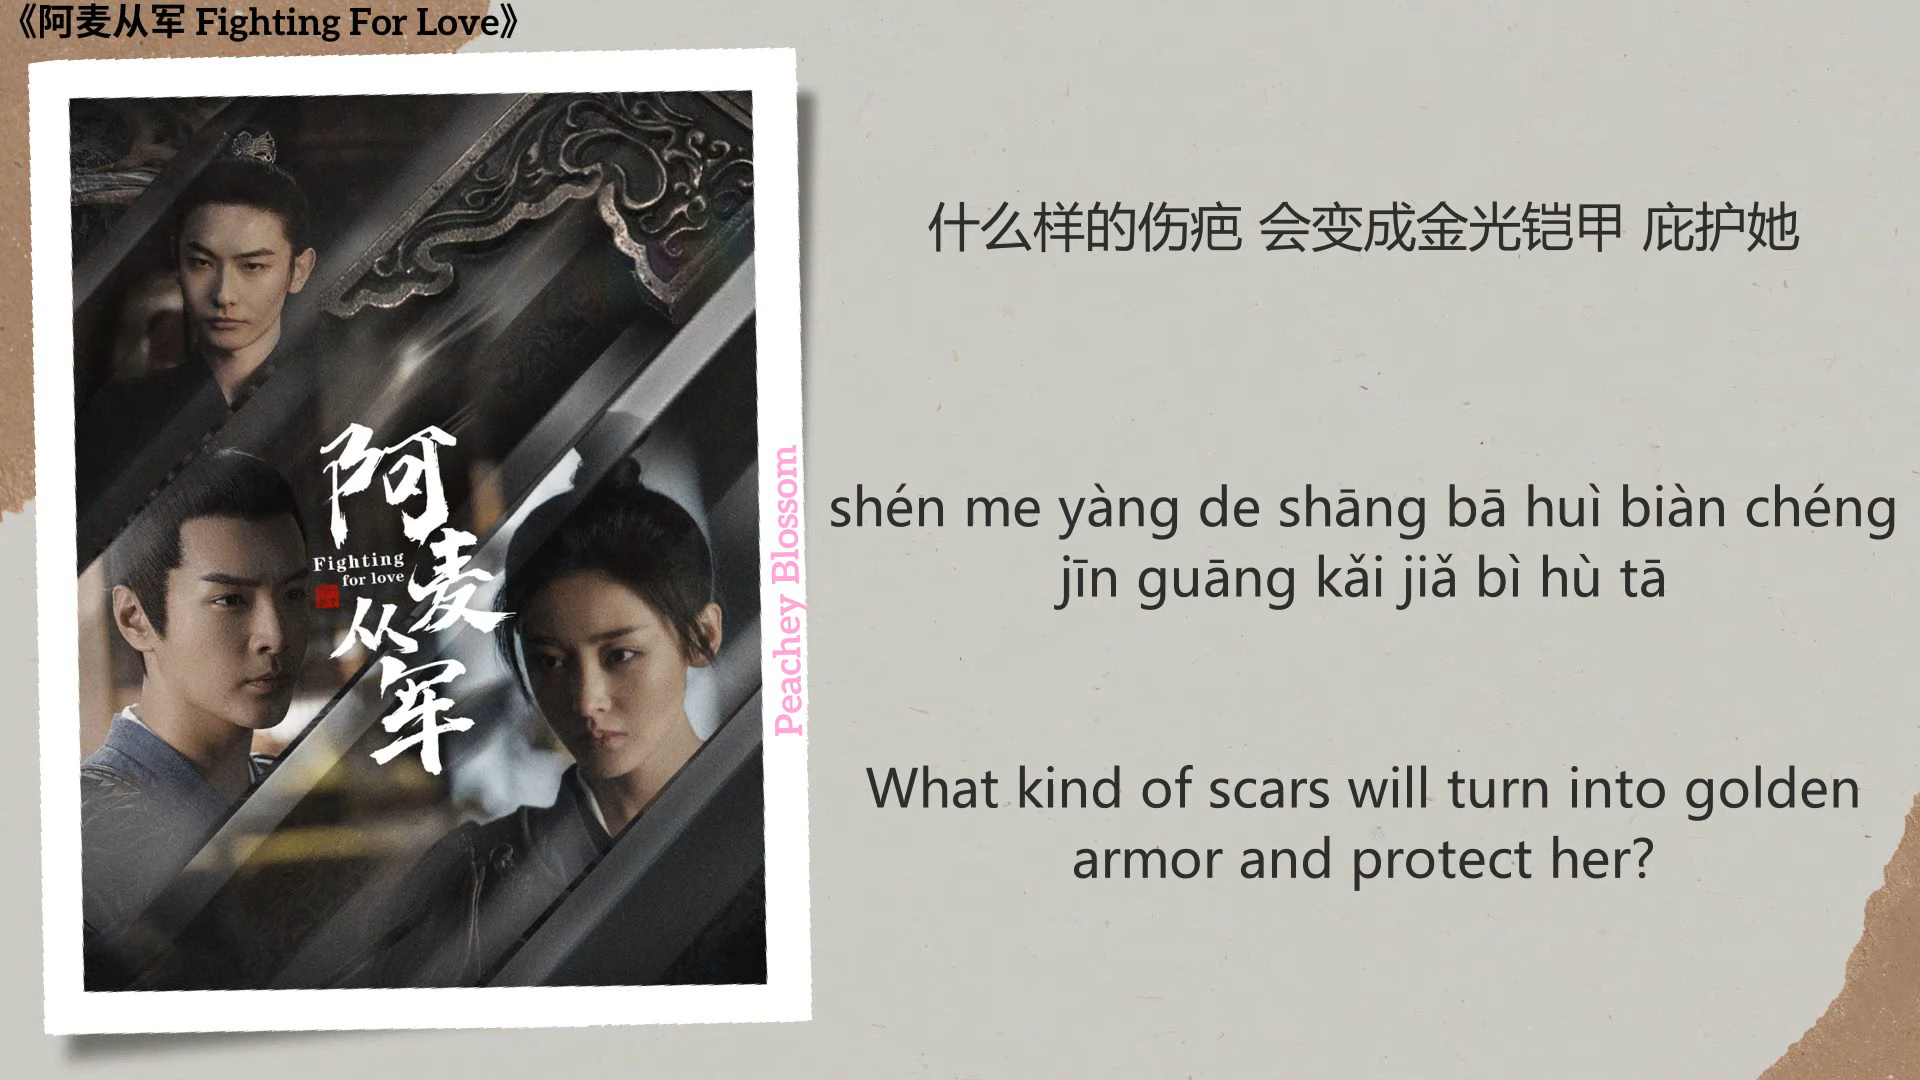 《阿麦从军 Fighting For Love》
阿麦从军
Fighting
for love
Peachey Blossom
什么样的伤疤 会变成金光铠甲 庇护她
shén me yàng de shāng bā huì biàn chéng
jīn guāng kǎi jiǎ bì hù tā
What kind of scars will turn into golden
armor and protect her?